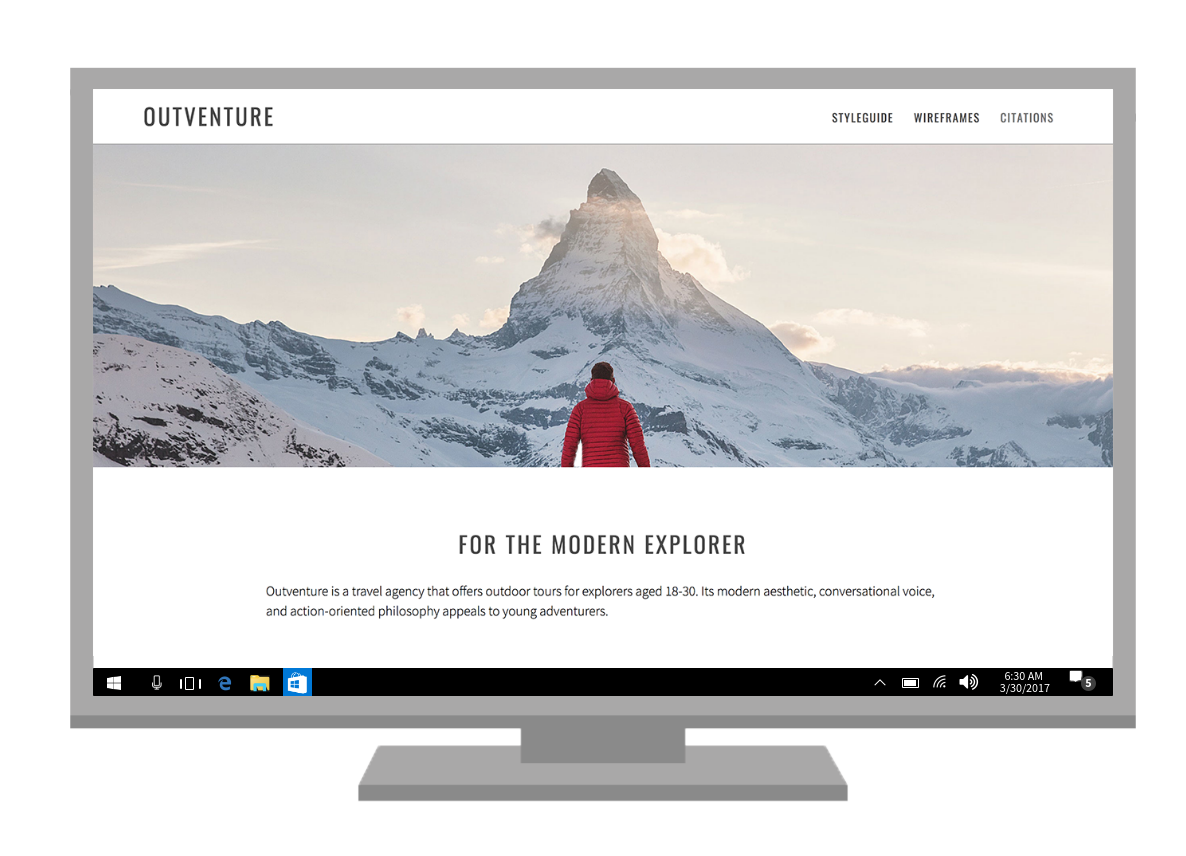 OUTVENTURE
STYLEGUIDE WIREFRAMES CITATIONS
FOR THE MODERN EXPLORER
Outventure is a travel agency that offers outdoor tours for explorers aged 18-30. Its modern aesthetic, conversational voice,
and action-oriented philosophy appeals to young adventurers.
6:30 AM
3/30/2017
5